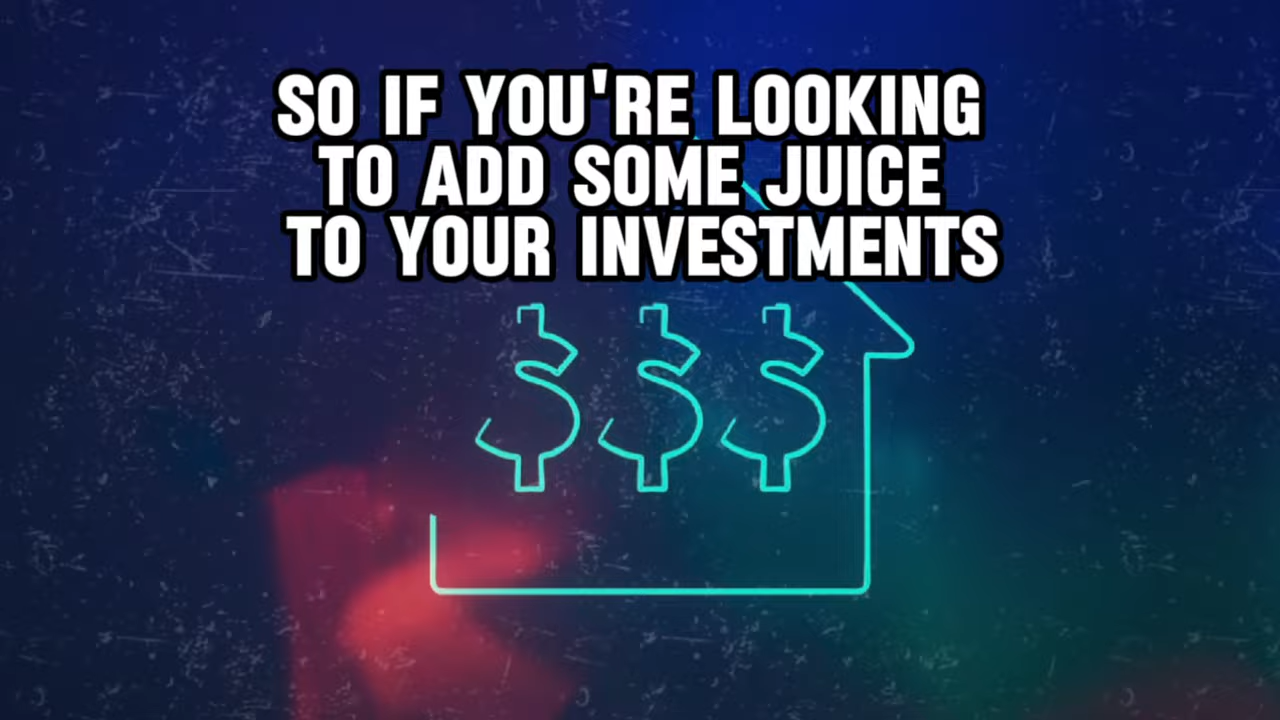 SO IF YOU'RE LOOKING
TO ADD SOME JUICE
TO YOUR INVESTMENTS
$$$